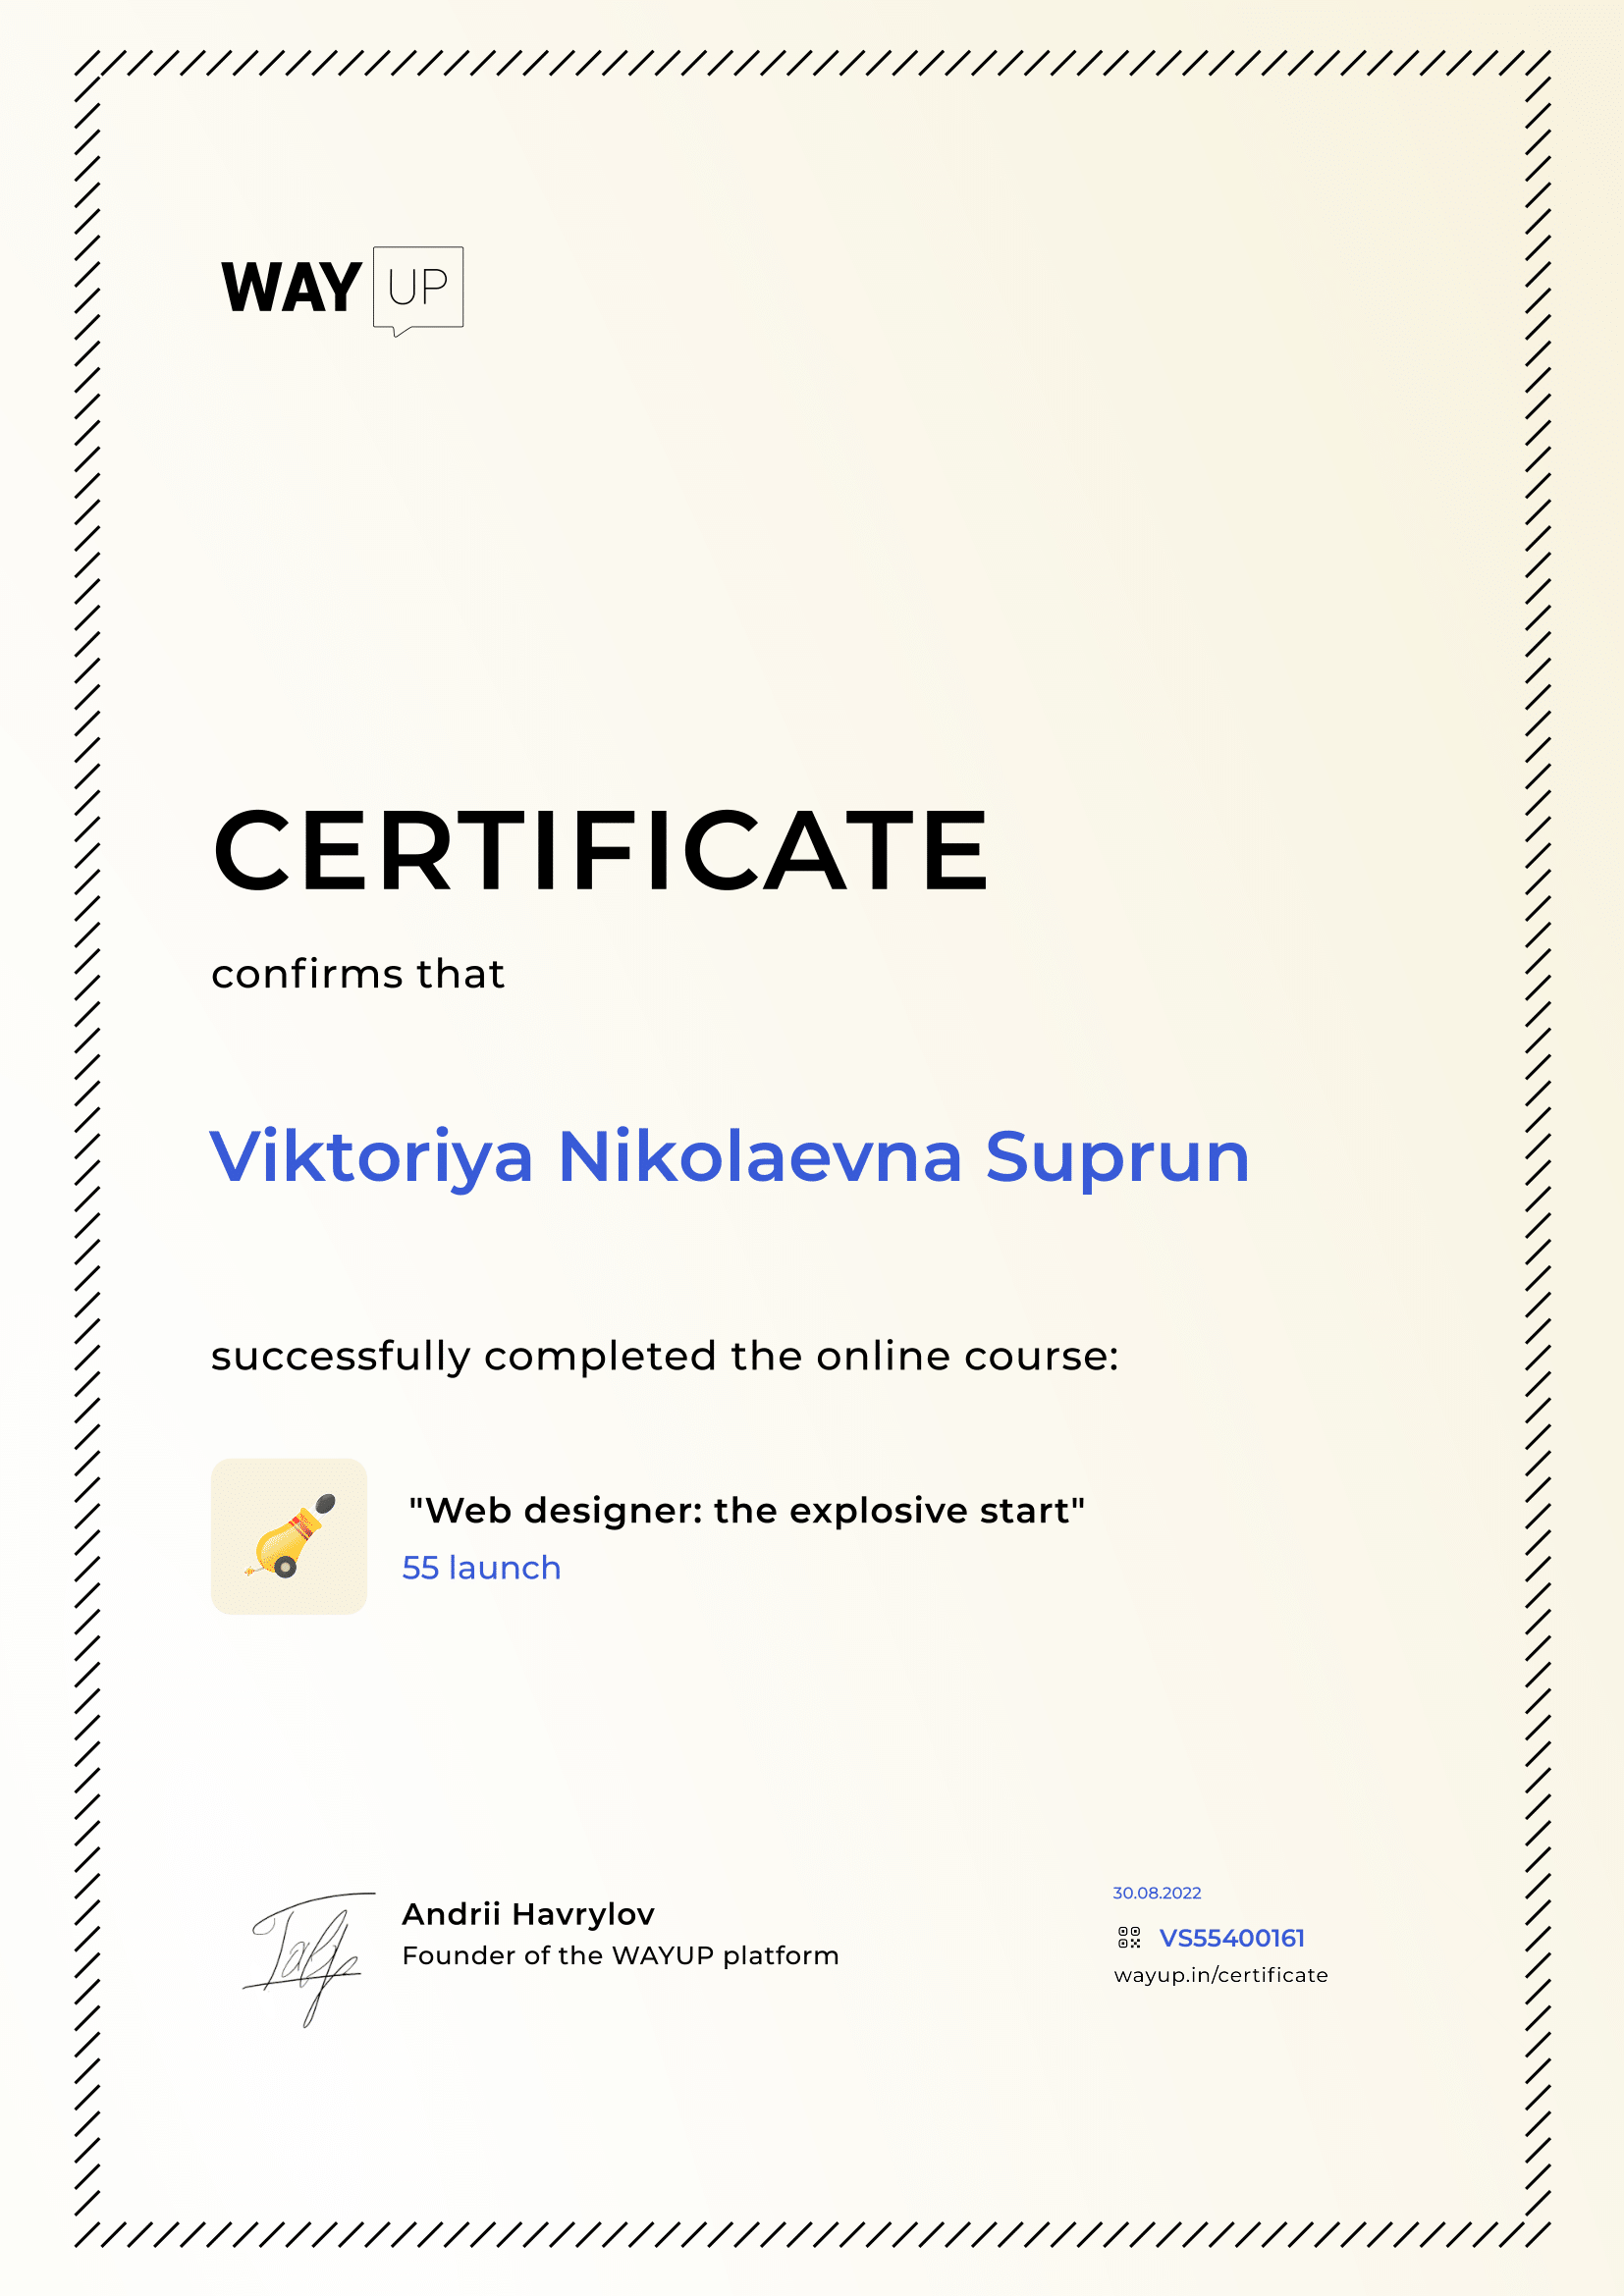 WAY UP
CERTIFICATE
confirms that
Viktoriya Nikolaevna Suprun
successfully completed the online course:
"Web designer: the explosive start"
55 launch
Andrii Havrylov
Founder of the WAYUP platform
30.08.2022
VS55400161
wayup.in/certificate